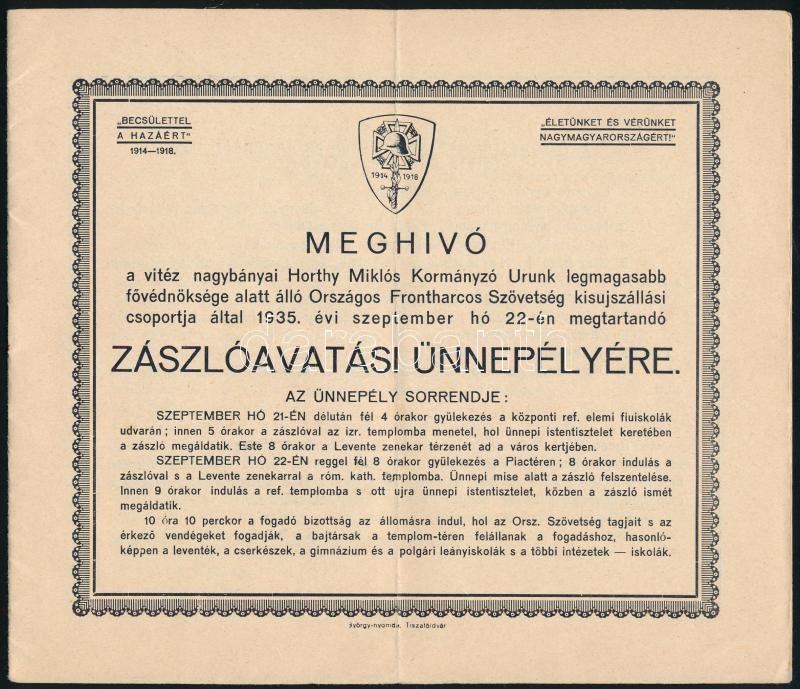 „BECSÜLETTEL
A HAZÁÉRT"
1914—1918.
„ÉLETÜNKET ÉS VÉRÜNKET
NAGYMAGYARORSZÁGÉRT!"
1914 1918
MEGHIVÓ
a vitéz nagybányai Horthy Miklós Kormányzó Urunk legmagasabb
fővédnöksége alatt álló Országos Frontharcos Szövetség kisujszállási
csoportja által 1935. évi szeptember hó 22-én megtartandó
ZÁSZLÓAVATÁSI ÜNNEPÉLYÉRE.
darabanth
AZ ÜNNEPÉLY SORRENDJE:
SZEPTEMBER HÓ 21-ÉN délután fél 4 órakor gyülekezés a központi ref. elemi fiuiskolák
udvarán; innen 5 órakor a zászlóval az izr. templomba menetel, hol ünnepi istentisztelet keretében
a zászló megáldatik. Este 8 órakor a Levente zenekar térzenét ad a város kertjében.
SZEPTEMBER HÓ 22-ÉN reggel fél 8 órakor gyülekezés a Piactéren; 8 órakor indulás a
zászlóval s a Levente zenekarral a róm. kath. templomba. Ünnepi mise alatt a zászló felszentelése.
Innen 9 órakor indulás a ref. templomba s ott ujra ünnepi istentisztelet, közben a zászló ismét
megáldatik.
10 óra 10 perckor a fogadó bizottság az állomásra indul, hol az Orsz. Szövetség tagjait s az
érkező vendégeket fogadják, a bajtársak a templom-téren felállanak a fogadáshoz, hasonló-
képpen a leventék, a cserkészek, a gimnázium és a polgári leányiskolák s a többi intézetek — iskolák.
György-nyomda, Tiszaföldvár